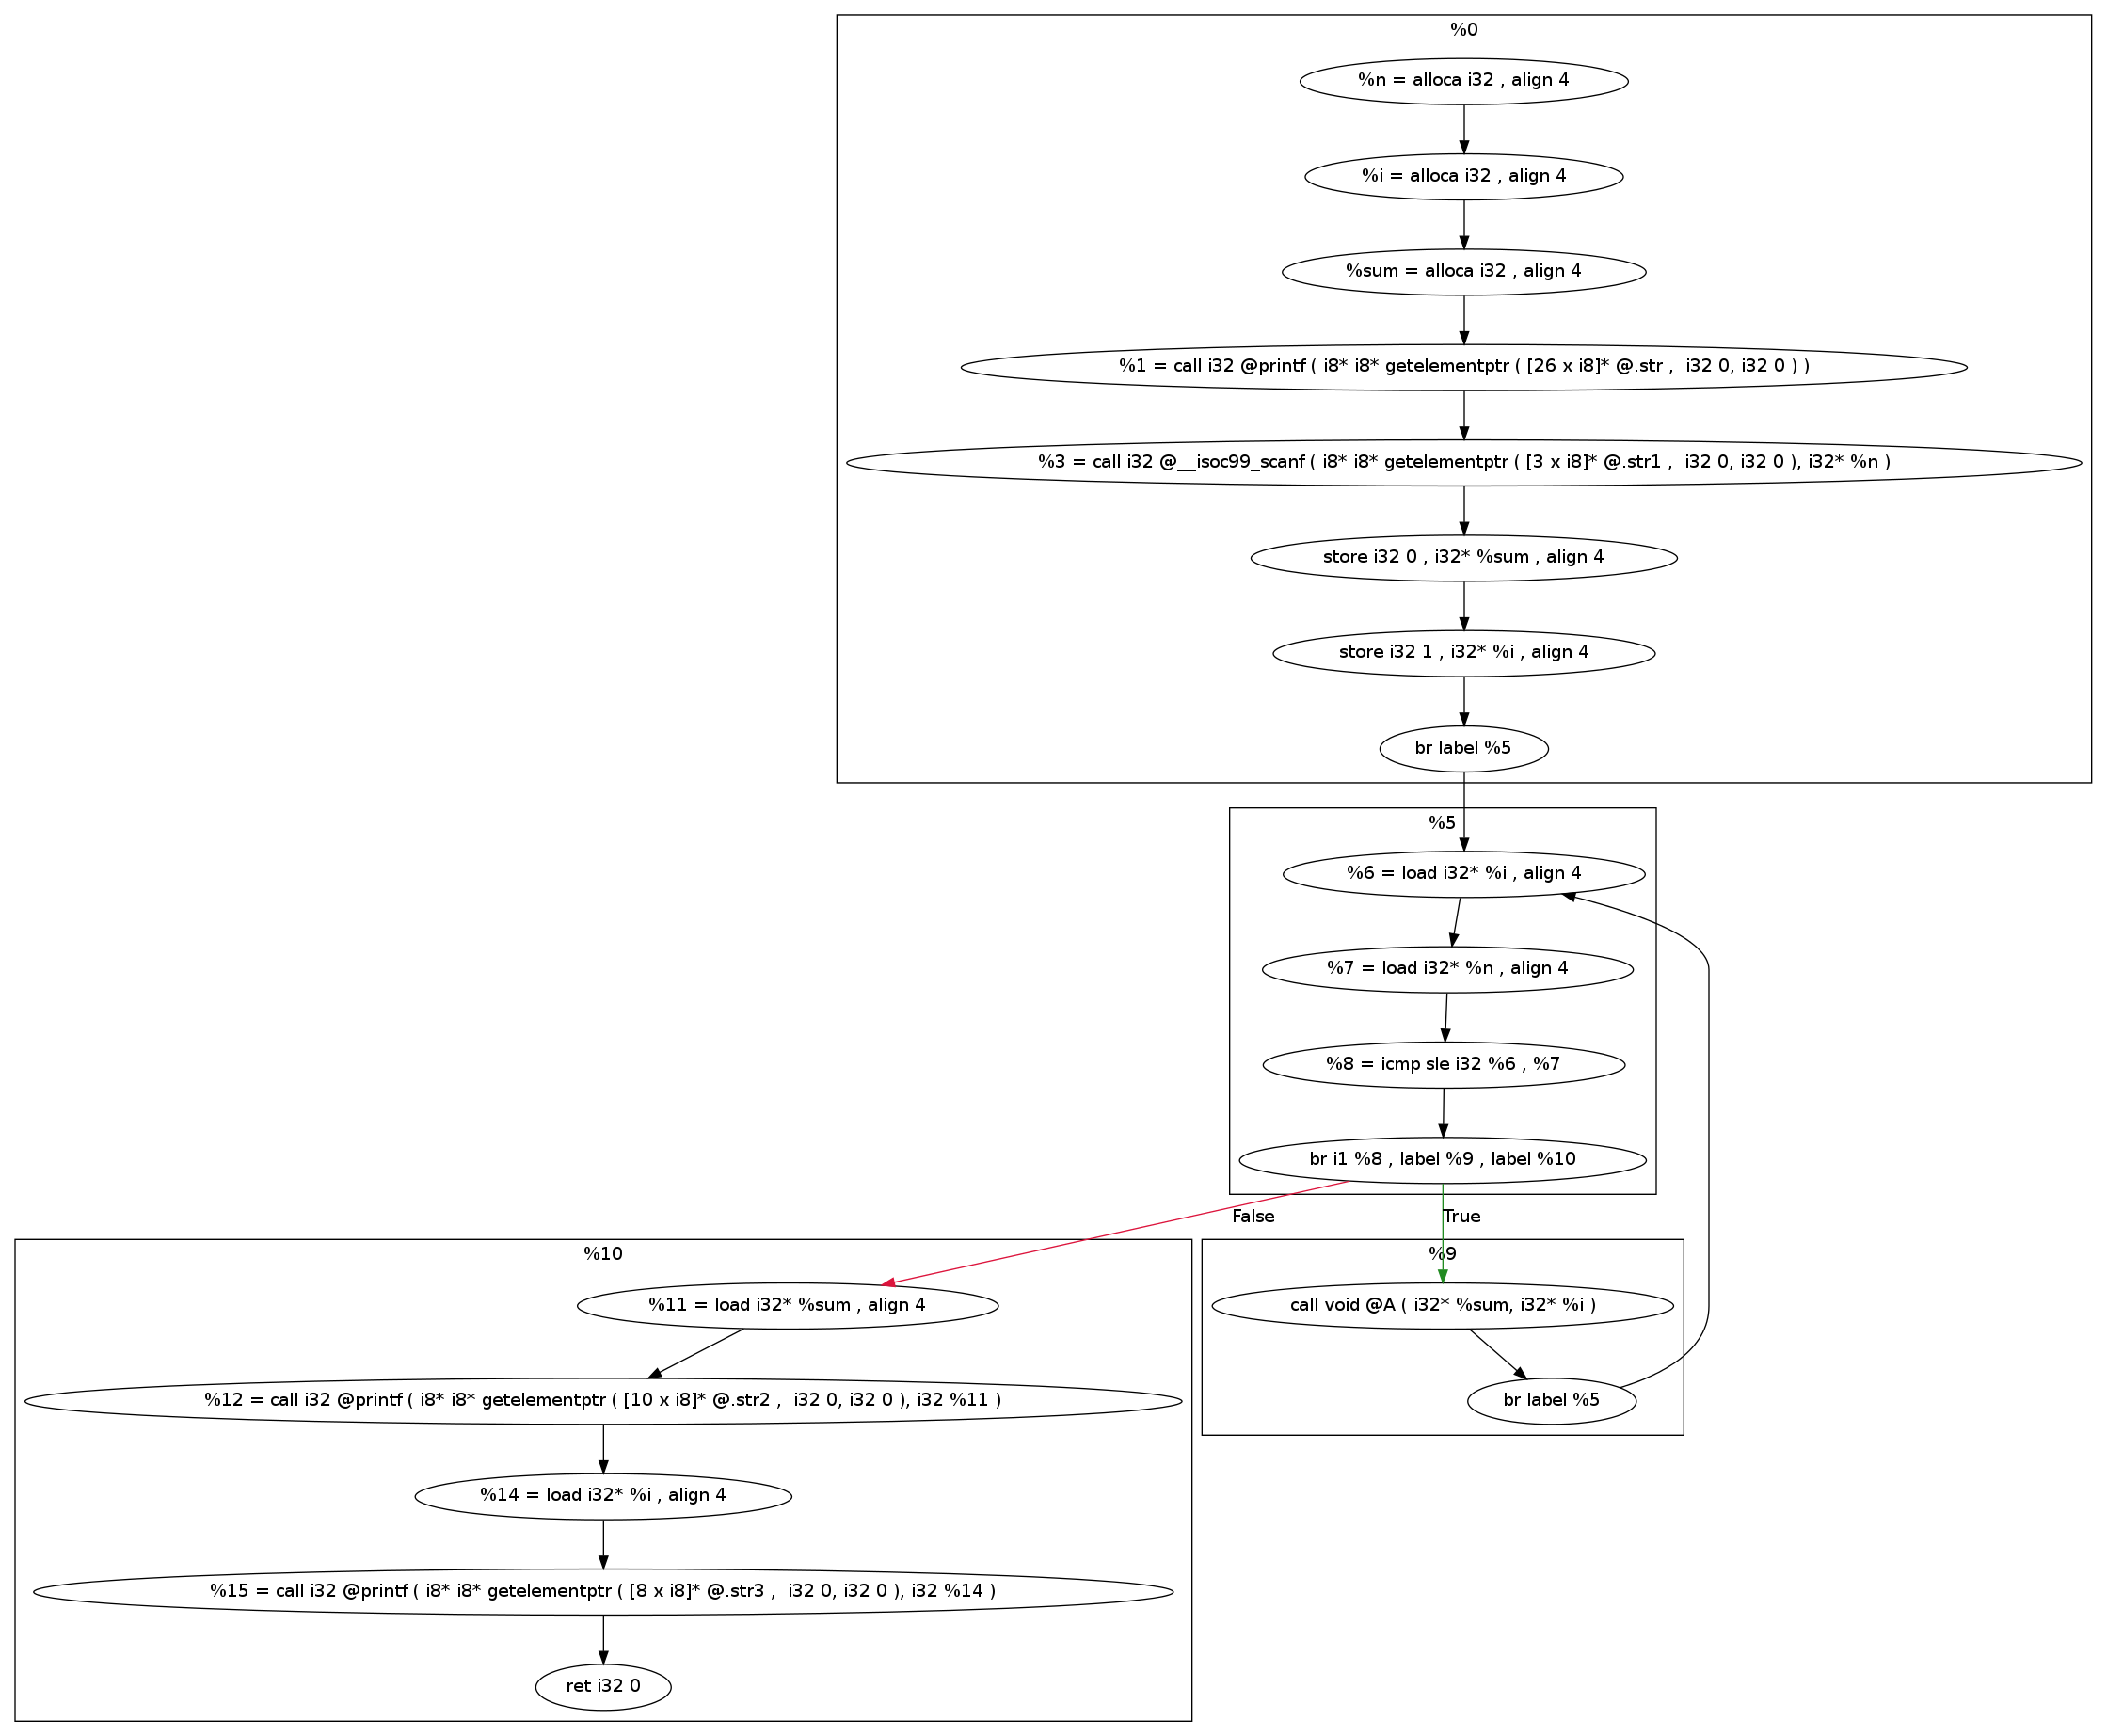 %0
%n = alloca i32 , align 4
%i = alloca i32 , align 4
%sum = alloca i32 , align 4
%1 = call i32 @printf ( i8* i8* getelementptr ( [26 x i8]* @.str ,  i32 0, i32 0 ) )
%3 = call i32 @__isoc99_scanf ( i8* i8* getelementptr ( [3 x i8]* @.str1 ,  i32 0, i32 0 ), i32* %n )
store i32 0 , i32* %sum , align 4
store i32 1 , i32* %i , align 4
br label %5
%5
%6 = load i32* %i , align 4
%7 = load i32* %n , align 4
%8 = icmp sle i32 %6 , %7
br i1 %8 , label %9 , label %10
False
True
%10
%11 = load i32* %sum , align 4
%12 = call i32 @printf ( i8* i8* getelementptr ( [10 x i8]* @.str2 ,  i32 0, i32 0 ), i32 %11 )
%14 = load i32* %i , align 4
%15 = call i32 @printf ( i8* i8* getelementptr ( [8 x i8]* @.str3 ,  i32 0, i32 0 ), i32 %14 )
ret i32 0
%9
call void @A ( i32* %sum, i32* %i )
br label %5